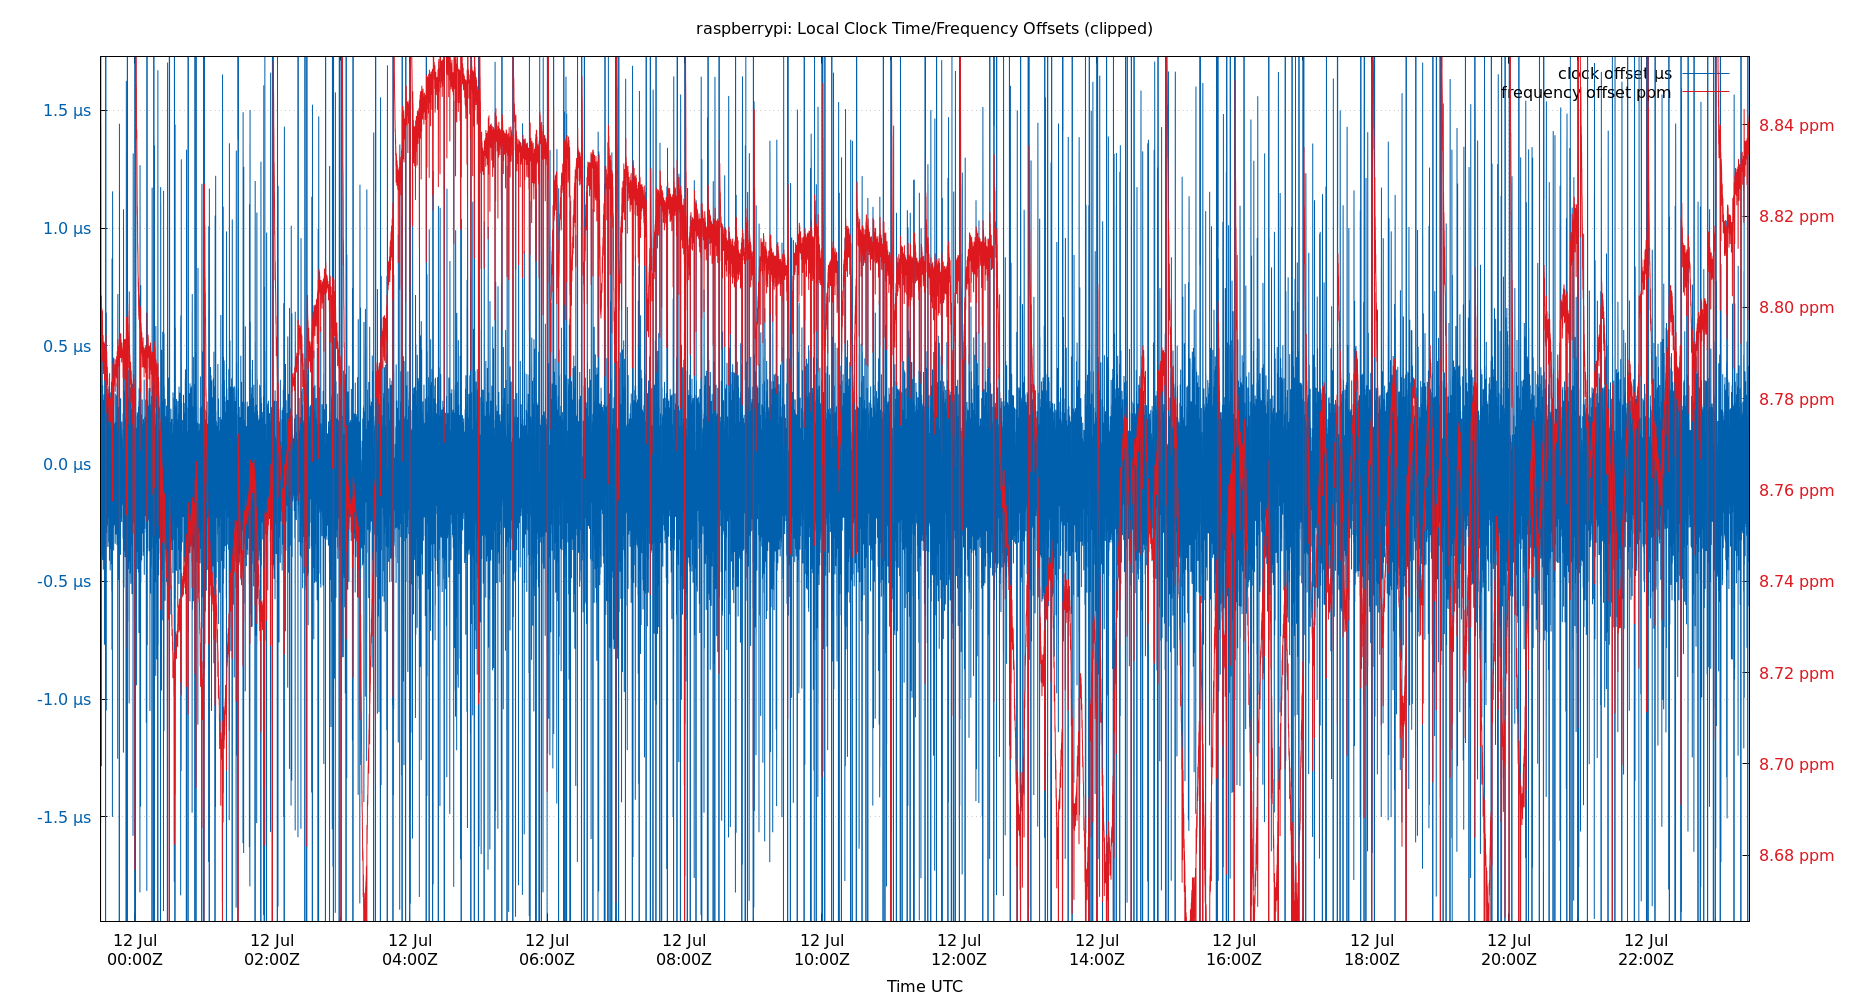 raspberrypi: Local Clock Time/Frequency Offsets (clipped)
clock offset µs
frequency offset ppm
1.5 µs
1.0 µs
0.5 µs
0.0 µs
-0.5 µs
-1.0 µs
-1.5 µs
8.84 ppm
8.82 ppm
8.80 ppm
8.78 ppm
8.76 ppm
8.74 ppm
8.72 ppm
8.70 ppm
8.68 ppm
12 Jul 12 Jul 12 Jul 12 Jul 12 Jul 12 Jul 12 Jul 12 Jul 12 Jul 12 Jul 12 Jul 12 Jul
00:00Z 02:00Z 04:00Z 06:00Z 08:00Z 10:00Z 12:00Z 14:00Z 16:00Z 18:00Z 20:00Z 22:00Z
Time UTC